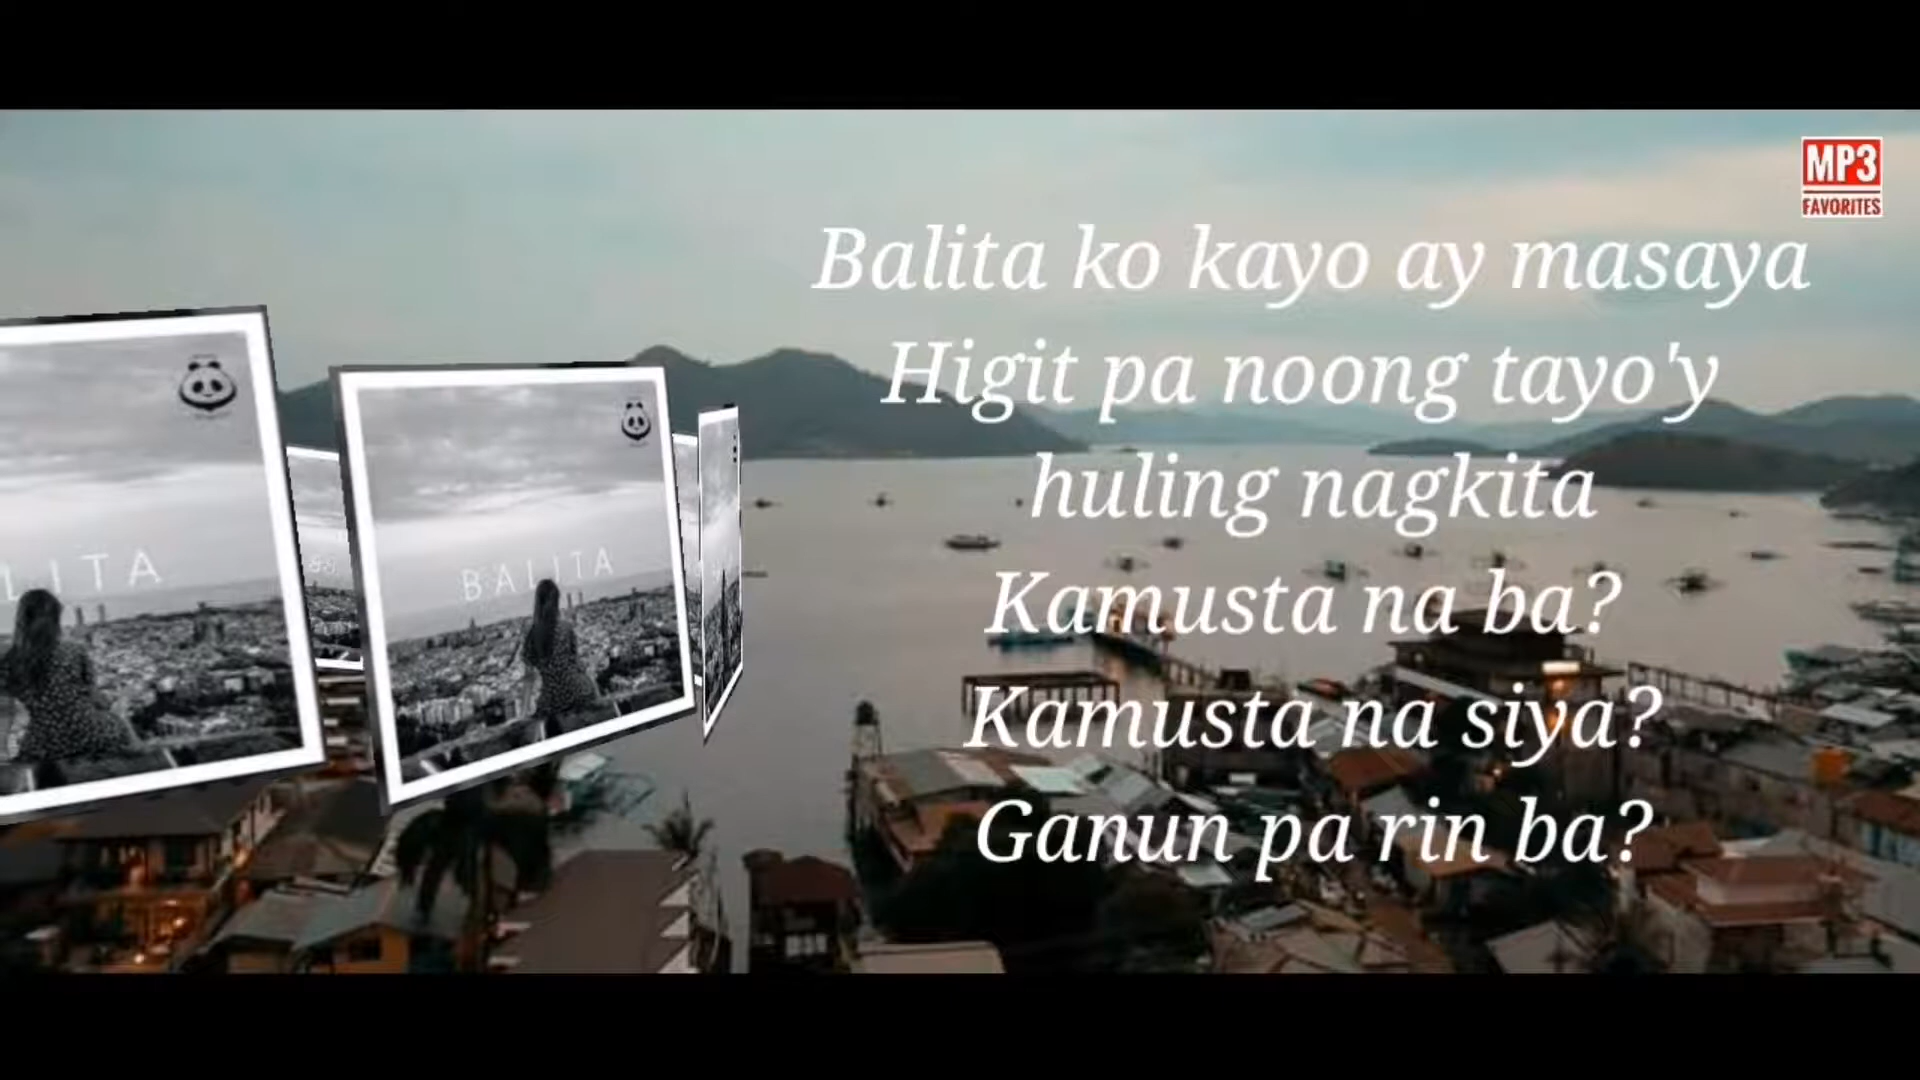 MP3
FAVORITES
Balita ko kayo ay masaya
Higit pa noong tayo'y
huling nagkita
Kamusta na ba?
Kamusta na siya?
Ganun pa rin ba?
LITA
BALITA